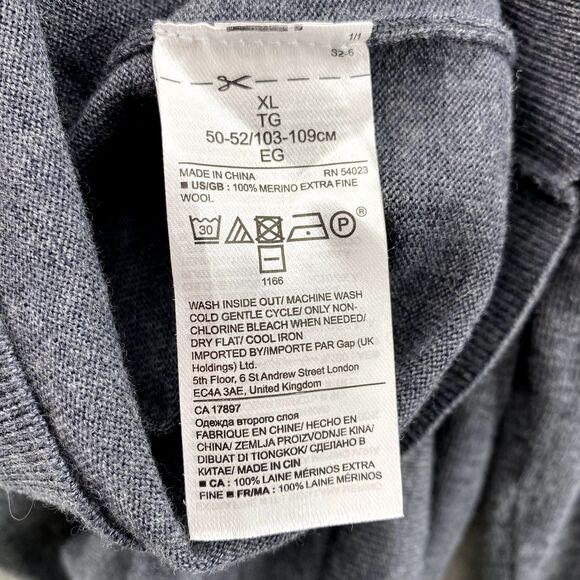 1/1
S2-6
XL
TG
50-52/103-109CM
EG
MADE IN CHINA RN 54023
■ US/GB : 100% MERINO EXTRA FINE
WOOL
30 P ®
1166
WASH INSIDE OUT/ MACHINE WASH
COLD GENTLE CYCLE/ ONLY NON-
CHLORINE BLEACH WHEN NEEDED/
DRY FLAT/ COOL IRON
IMPORTED BY/IMPORTE PAR Gap (UK
Holdings) Ltd.
5th Floor, 6 St Andrew Street London
EC4A 3AE, United Kingdom
CA 17897
Одежда второго слоя
FABRIQUE EN CHINE/ HECHO EN
CHINA/ ZEMLJA PROIZVODNJE KINA/
DIBUAT DI TIONGKOK/ СДЕЛАНО В
КИТАЕ/ MADE IN CIN
■ CA : 100% LAINE MÉRINOS EXTRA
FINE ■ FR/MA : 100% LAINE MÉRINOS